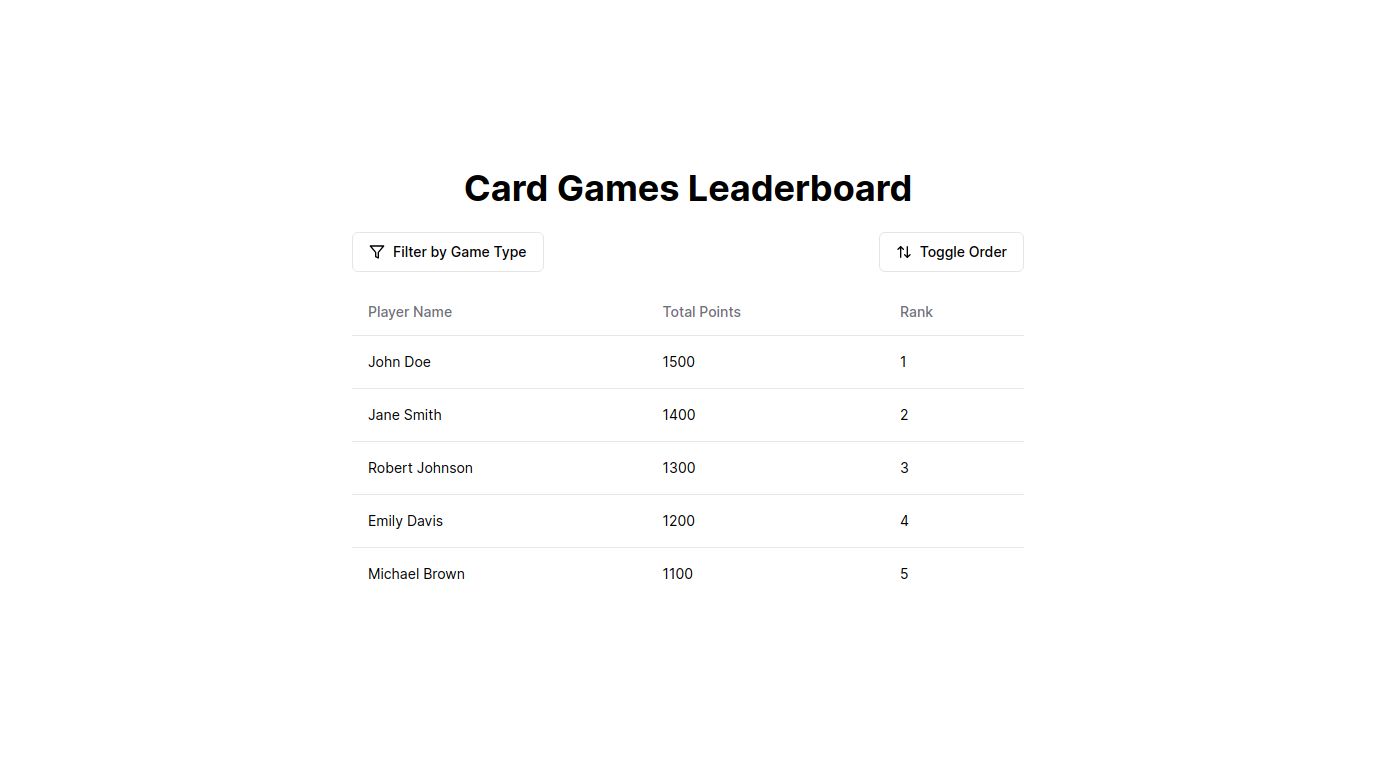 Card Games Leaderboard
Filter by Game Type Toggle Order
Player Name Total Points Rank
John Doe 1500 1
Jane Smith 1400 2
Robert Johnson 1300 3
Emily Davis 1200 4
Michael Brown 1100 5